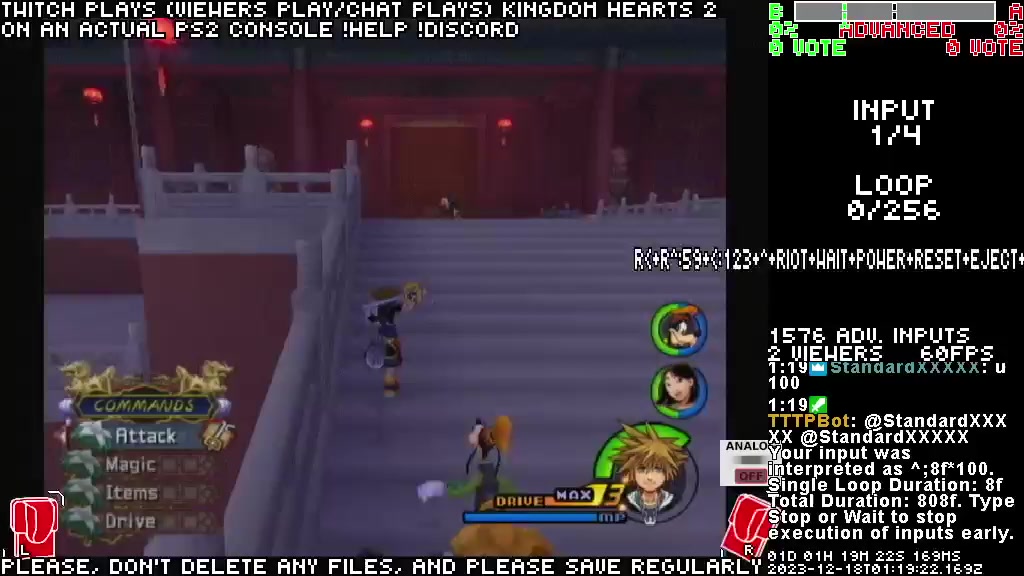 TWITCH PLAYS (VIEWERS PLAY/CHAT PLAYS) KINGDOM HEARTS 2
ON AN ACTUAL PS2 CONSOLE !HELP !DISCORD
B A
0% ADVANCED 0%
0 VOTE 0 VOTE
INPUT
1/4
LOOP
0/256
+RIOT+WAIT+POWER+RESET+EJECT+
1576 ADV. INPUTS
2 VIEWERS 60FPS
1:19 StandardXXXXX: u
100
1:19
TTTPBot: @StandardXXX
XX @StandardXXXXX
Your input was
interpreted as ^;8f*100.
Single Loop Duration: 8f
Total Duration: 808f. Type
Stop or Wait to stop
execution of inputs early.
COMMANDS
Attack
Magic
Items
Drive
DRIVE MAX 3
MP
ANALOG
OFF
L
R
01D 01H 19M 22S 169MS
2023-12-18T01:19:22.169Z
PLEASE, DON'T DELETE ANY FILES, AND PLEASE SAVE REGULARLY